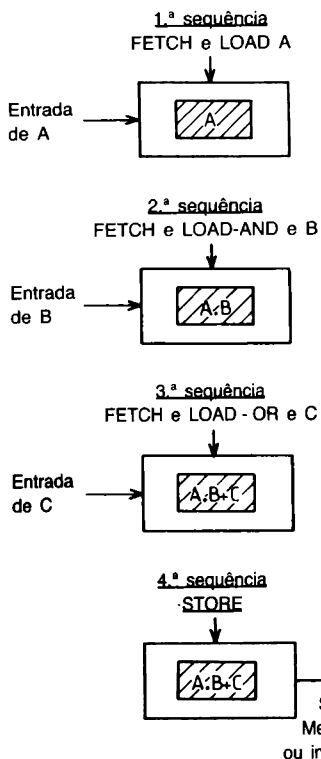 1.ª sequência
FETCH e LOAD A
Entrada
de A
A
2.ª sequência
FETCH e LOAD-AND e B
Entrada
de B
A.B
3.ª sequência
FETCH e LOAD - OR e C
Entrada
de C
A.B+C
4.ª sequência
STORE
A.B+C